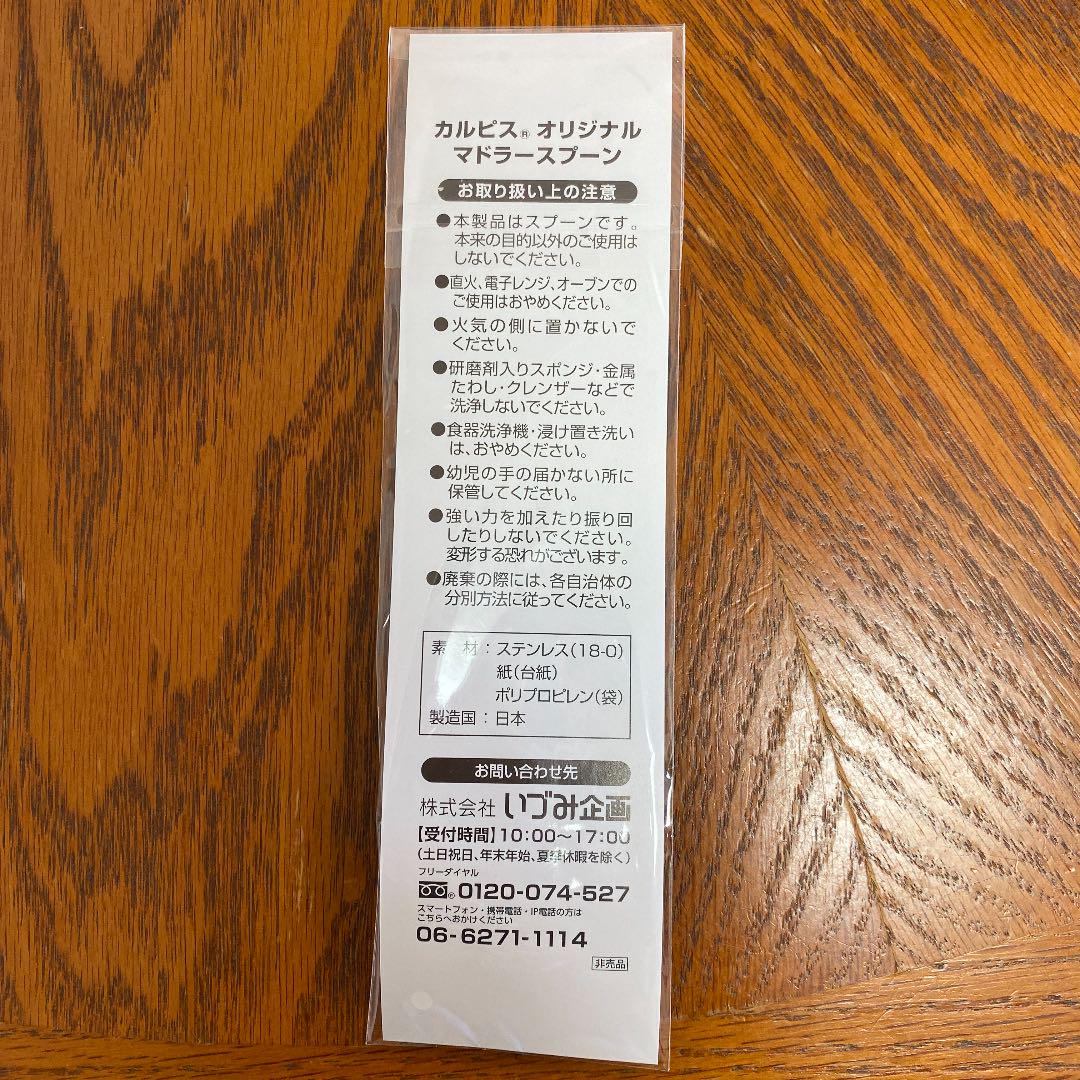 カルピス® オリジナル
マドラースプーン
お取り扱い上の注意
●本製品はスプーンです。
本来の目的以外のご使用は
しないでください。
●直火、電子レンジ、オーブンでの
ご使用はおやめください。
●火気の側に置かないで
ください。
●研磨剤入りスポンジ・金属
たわし・クレンザーなどで
洗浄しないでください。
●食器洗浄機・浸け置き洗い
は、おやめください。
●幼児の手の届かない所に
保管してください。
●強い力を加えたり振り回
したりしないでください。
変形する恐れがございます。
●廃棄の際には、各自治体の
分別方法に従ってください。
素 材：ステンレス(18-0)
紙(台紙)
ポリプロピレン(袋)
製造国：日本
お問い合わせ先
株式会社 いづみ企画
【受付時間】10:00〜17:00
(土日祝日、年末年始、夏季休暇を除く)
フリーダイヤル
® 0120-074-527
スマートフォン・携帯電話・IP電話の方は
こちらへおかけください
06-6271-1114
非売品